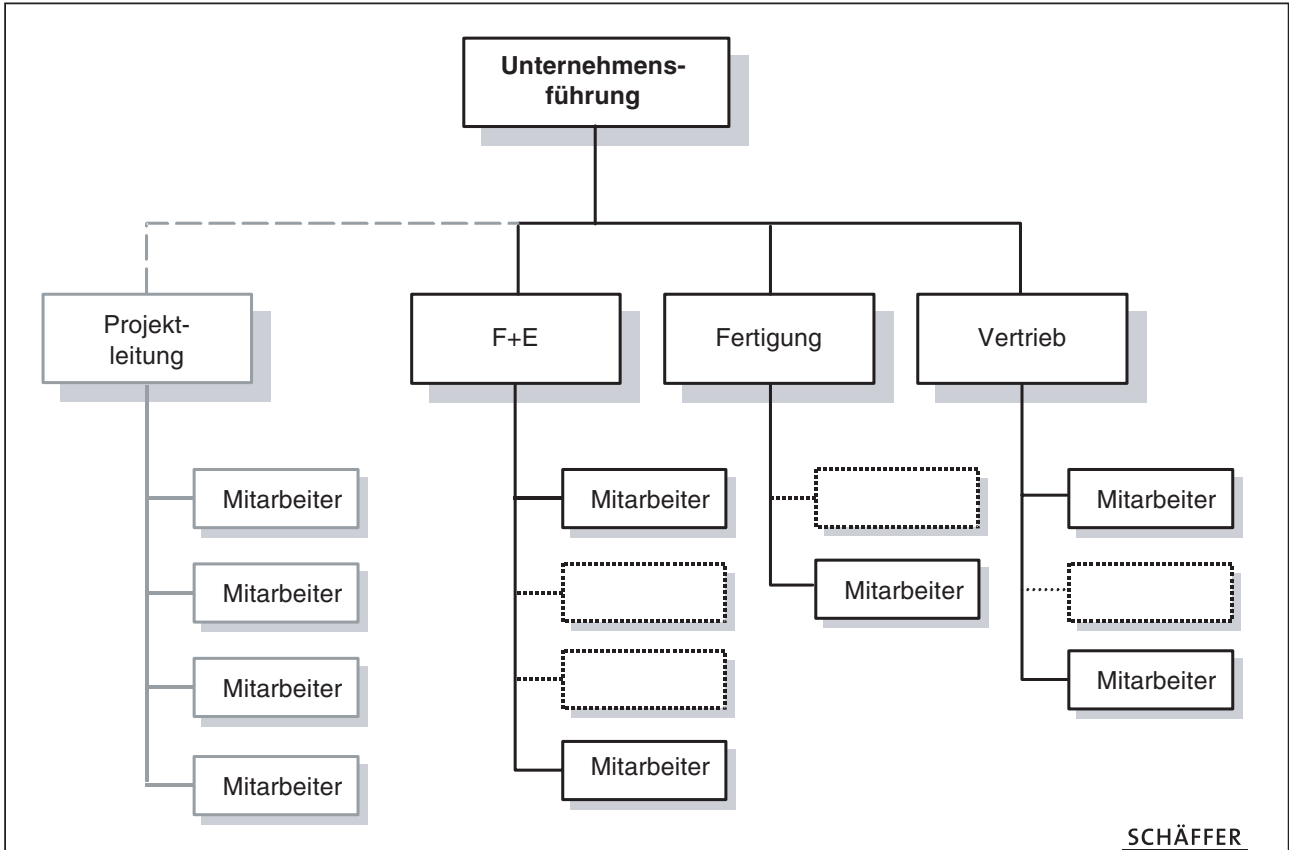 Unternehmens-
führung
Projekt-
leitung
F+E
Fertigung
Vertrieb
Mitarbeiter
Mitarbeiter
Mitarbeiter
Mitarbeiter
Mitarbeiter
Mitarbeiter
Mitarbeiter
Mitarbeiter
Mitarbeiter
SCHÄFFER